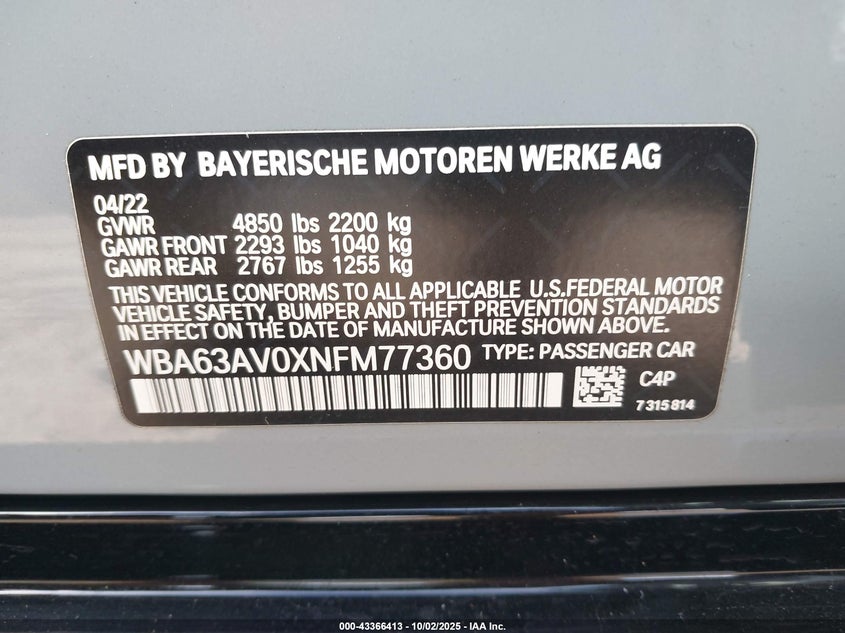 MFD BY BAYERISCHE MOTOREN WERKE AG
04/22
GVWR 4850 lbs 2200 kg
GAWR FRONT 2293 lbs 1040 kg
GAWR REAR 2767 lbs 1255 kg
THIS VEHICLE CONFORMS TO ALL APPLICABLE U.S.FEDERAL MOTOR
VEHICLE SAFETY, BUMPER AND THEFT PREVENTION STANDARDS
IN EFFECT ON THE DATE OF MANUFACTURE SHOWN ABOVE.
WBA63AV0XNFM77360 TYPE: PASSENGER CAR
C4P
7315814
000-43366413 - 10/02/2025 - IAA Inc.